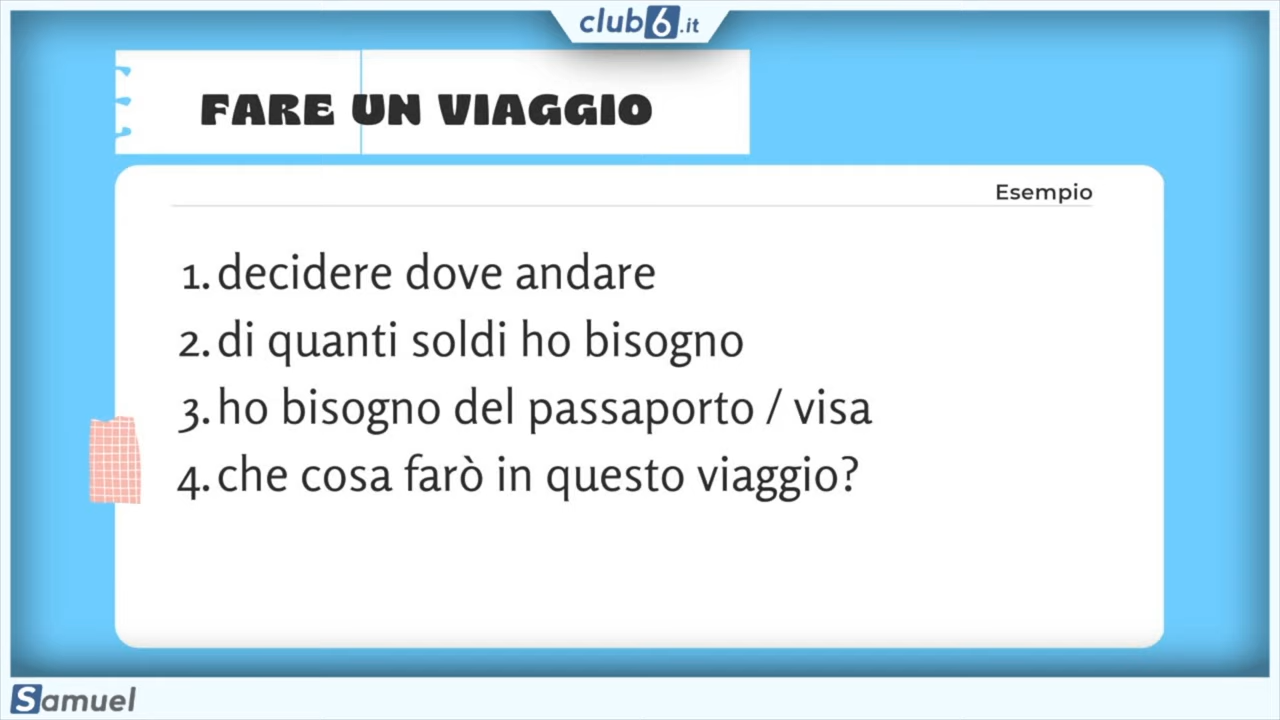 club6.it
FARE UN VIAGGIO
Esempio
1. decidere dove andare
2. di quanti soldi ho bisogno
3. ho bisogno del passaporto / visa
4. che cosa farò in questo viaggio?
Samuel